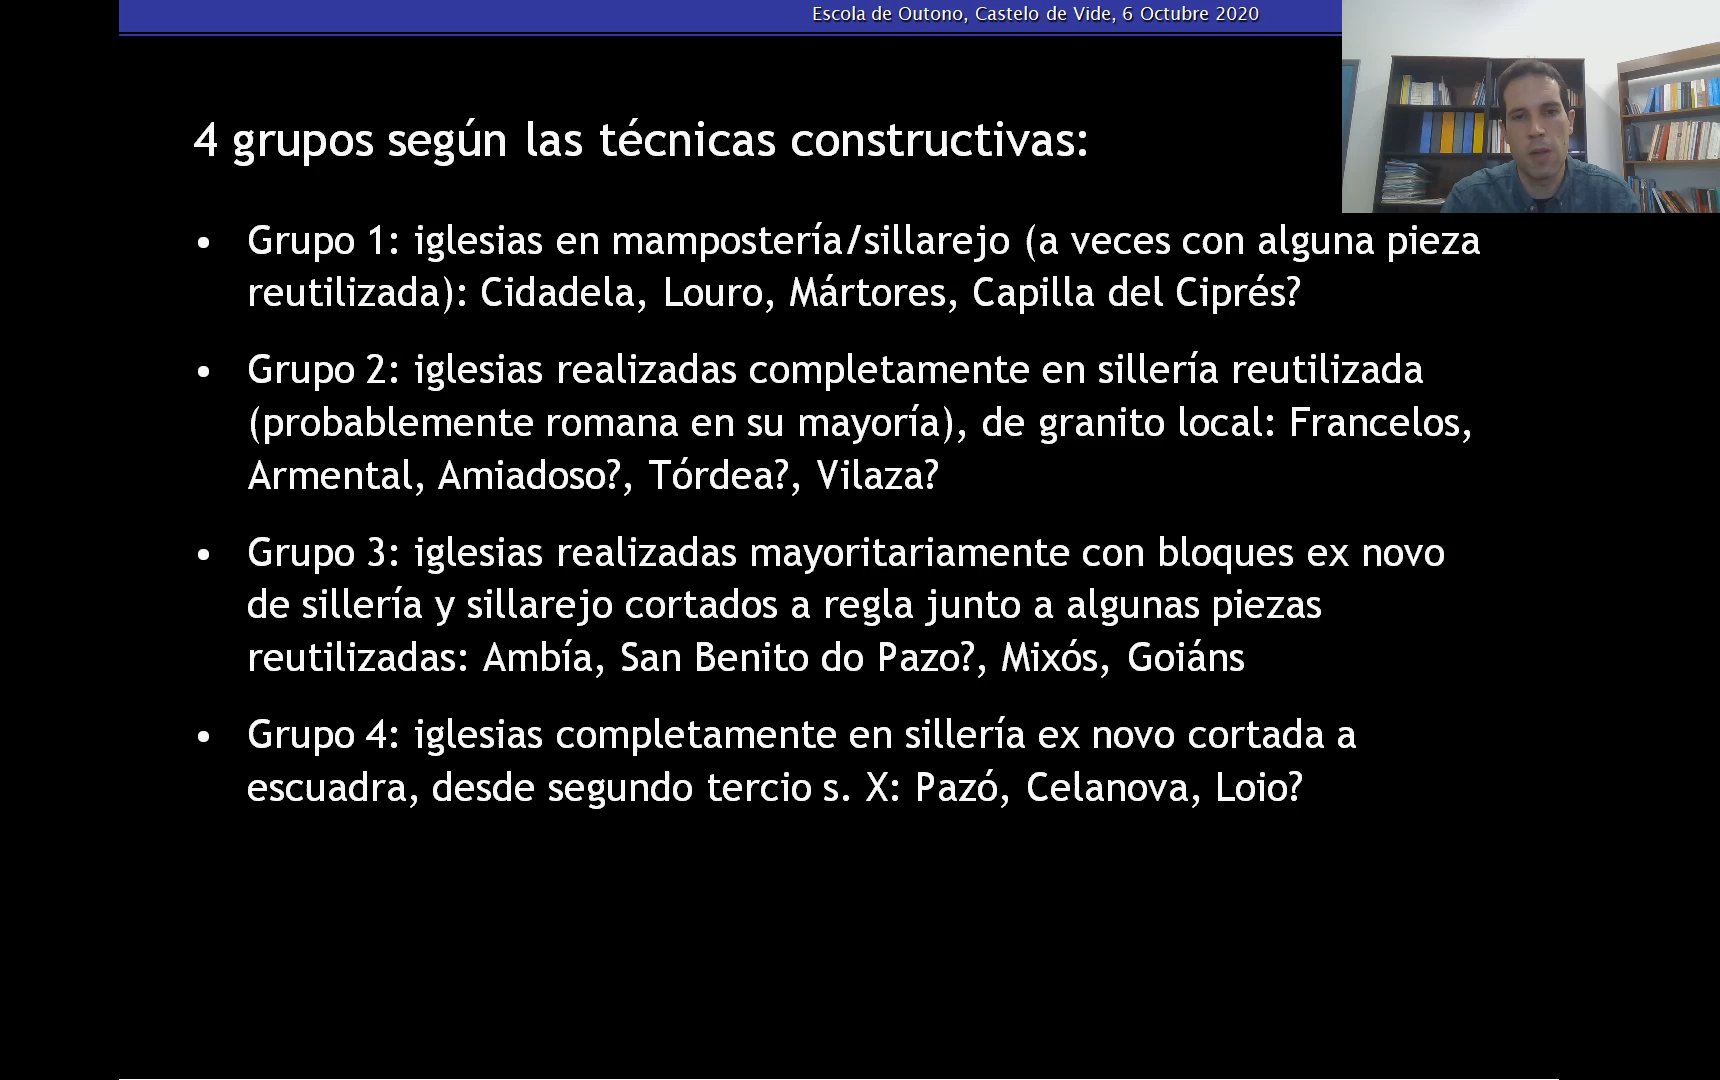 Escola de Outono, Castelo de Vide, 6 Octubre 2020
4 grupos según las técnicas constructivas:
• Grupo 1: iglesias en mampostería/sillarejo (a veces con alguna pieza
reutilizada): Cidadela, Louro, Mártores, Capilla del Ciprés?
• Grupo 2: iglesias realizadas completamente en sillería reutilizada
(probablemente romana en su mayoría), de granito local: Francelos,
Armental, Amiadoso?, Tórdea?, Vilaza?
• Grupo 3: iglesias realizadas mayoritariamente con bloques ex novo
de sillería y sillarejo cortados a regla junto a algunas piezas
reutilizadas: Ambía, San Benito do Pazo?, Mixós, Goiáns
• Grupo 4: iglesias completamente en sillería ex novo cortada a
escuadra, desde segundo tercio s. X: Pazó, Celanova, Loio?